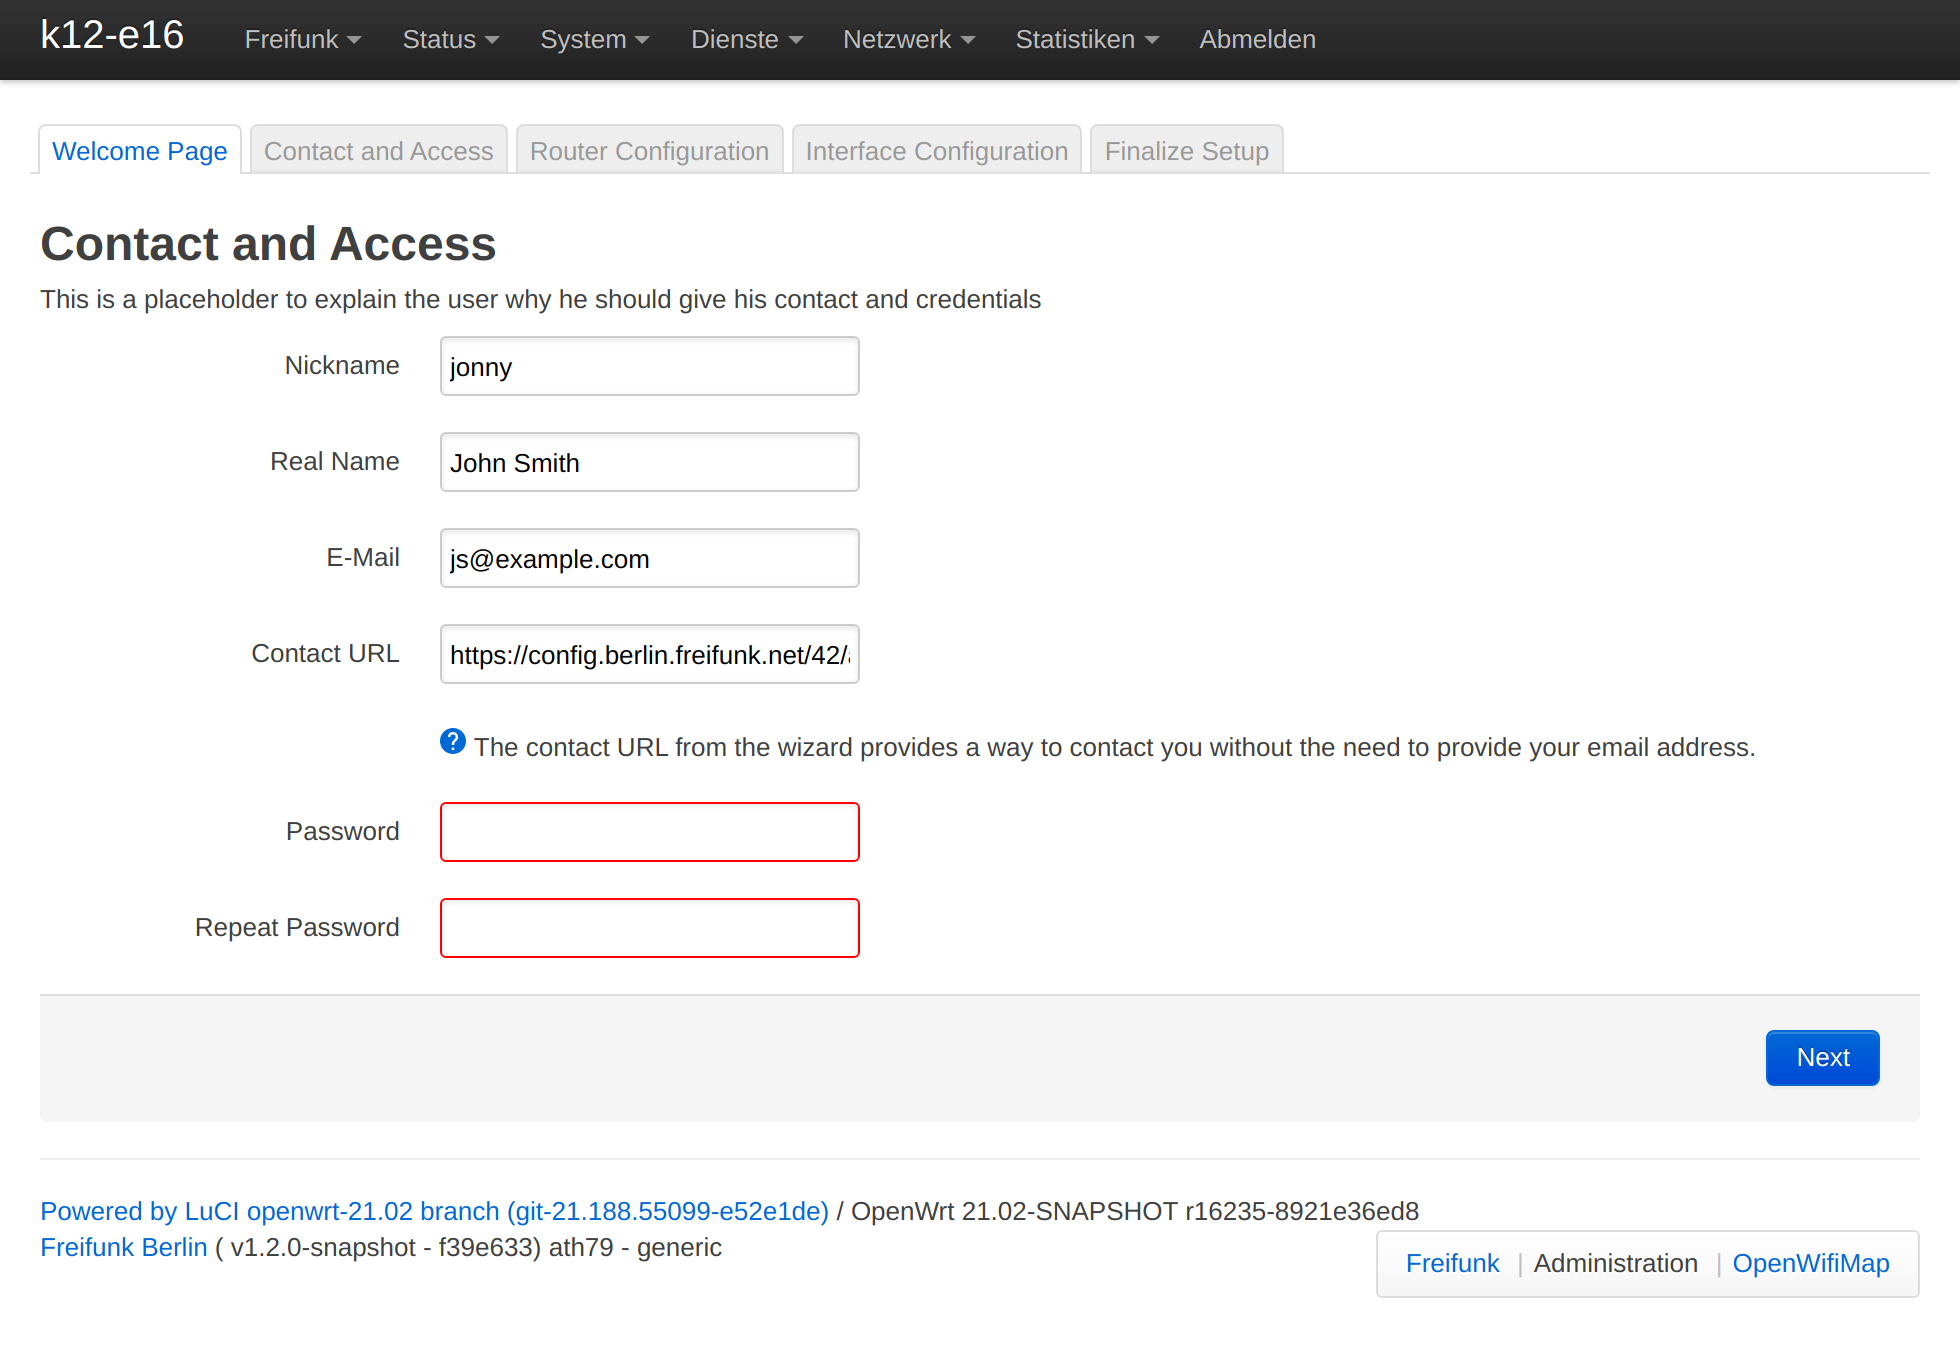 k12-e16 Freifunk Status System Dienste Netzwerk Statistiken Abmelden
Welcome Page Contact and Access Router Configuration Interface Configuration Finalize Setup
Contact and Access
This is a placeholder to explain the user why he should give his contact and credentials
Nickname jonny
Real Name John Smith
E-Mail js@example.com
Contact URL https://config.berlin.freifunk.net/42/
? The contact URL from the wizard provides a way to contact you without the need to provide your email address.
Password
Repeat Password
Next
Powered by LuCI openwrt-21.02 branch (git-21.188.55099-e52e1de) / OpenWrt 21.02-SNAPSHOT r16235-8921e36ed8
Freifunk Berlin ( v1.2.0-snapshot - f39e633) ath79 - generic
Freifunk | Administration | OpenWifiMap